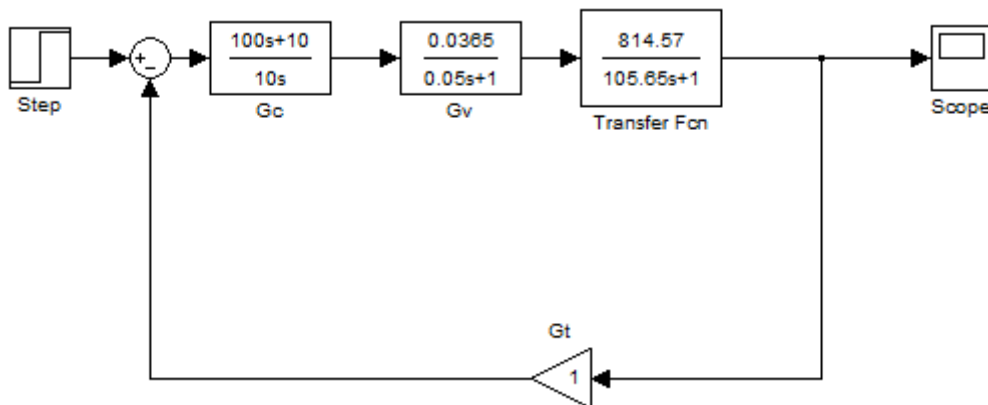 Step
+
−
100s+10
10s
Gc
0.0365
0.05s+1
Gv
814.57
105.65s+1
Transfer Fcn
Scope
Gt
1